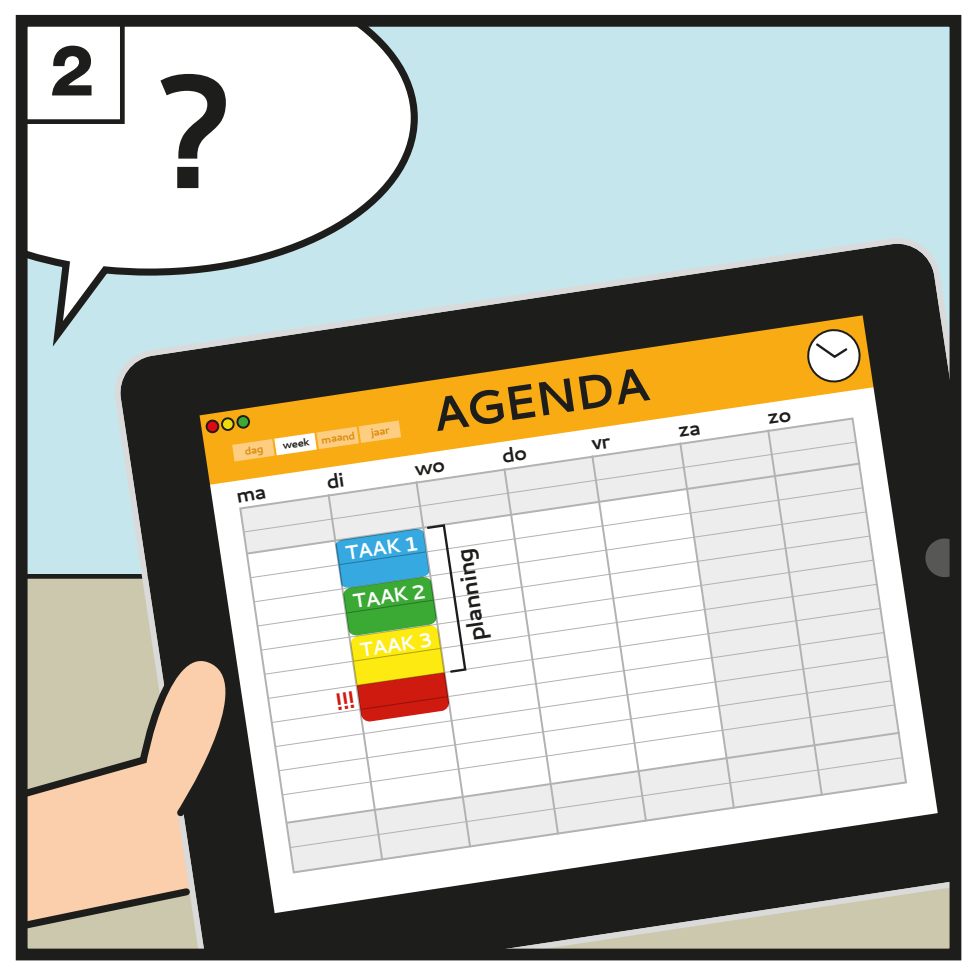 2
?
AGENDA
dag week maand jaar
ma di wo do vr za zo
TAAK 1
TAAK 2
TAAK 3
planning
!!!